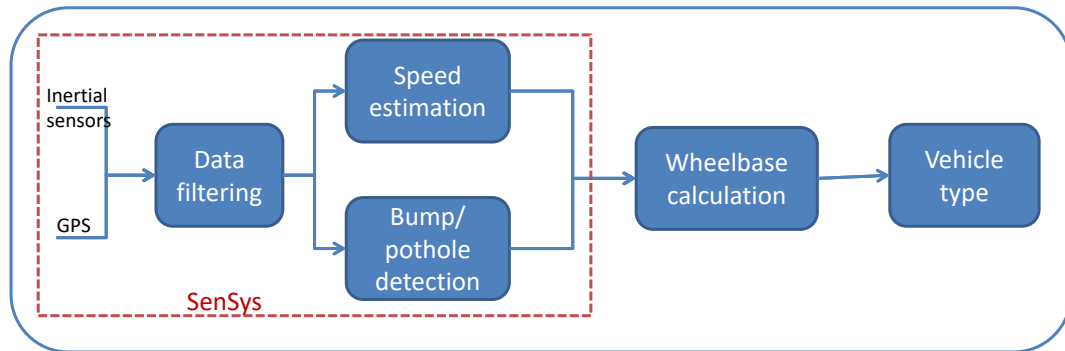 Inertial
sensors
GPS
Data
filtering
Speed
estimation
Bump/
pothole
detection
SenSys
Wheelbase
calculation
Vehicle
type